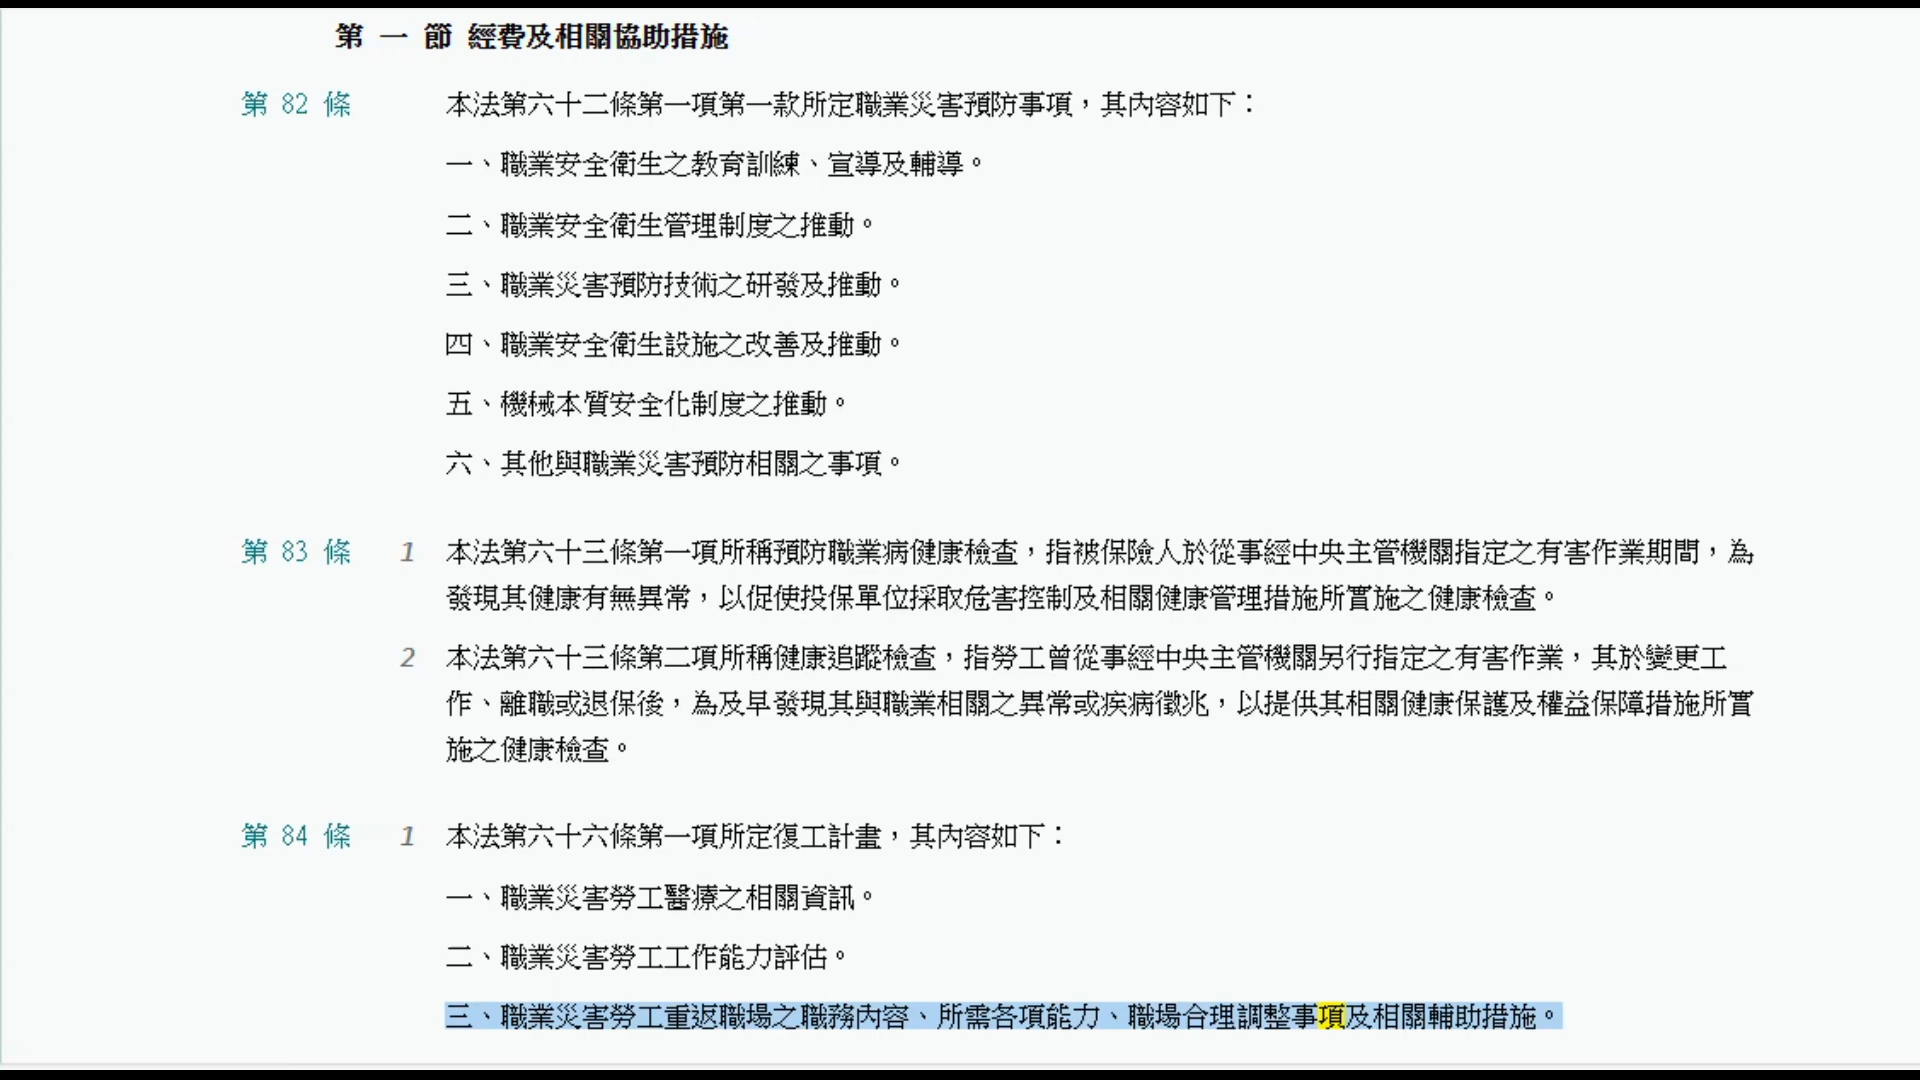 第 一 節 經費及相關協助措施
第 82 條 本法第六十二條第一項第一款所定職業災害預防事項，其內容如下：
一、職業安全衛生之教育訓練、宣導及輔導。
二、職業安全衛生管理制度之推動。
三、職業災害預防技術之研發及推動。
四、職業安全衛生設施之改善及推動。
五、機械本質安全化制度之推動。
六、其他與職業災害預防相關之事項。
第 83 條 1 本法第六十三條第一項所稱預防職業病健康檢查，指被保險人於從事經中央主管機關指定之有害作業期間，為
發現其健康有無異常，以促使投保單位採取危害控制及相關健康管理措施所實施之健康檢查。
2 本法第六十三條第二項所稱健康追蹤檢查，指勞工曾從事經中央主管機關另行指定之有害作業，其於變更工
作、離職或退保後，為及早發現其與職業相關之異常或疾病徵兆，以提供其相關健康保護及權益保障措施所實
施之健康檢查。
第 84 條 1 本法第六十六條第一項所定復工計畫，其內容如下：
一、職業災害勞工醫療之相關資訊。
二、職業災害勞工工作能力評估。
三、職業災害勞工重返職場之職務內容、所需各項能力、職場合理調整事項及相關輔助措施。